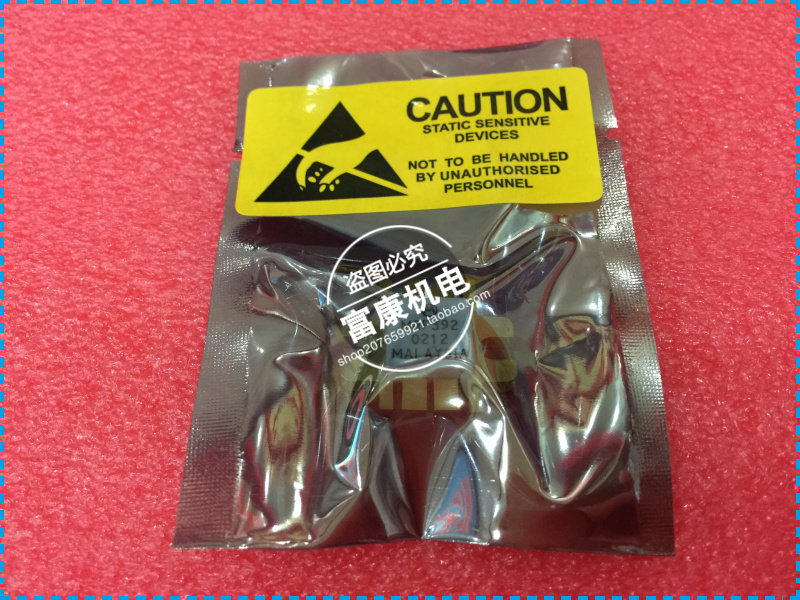 CAUTION
STATIC SENSITIVE
DEVICES
NOT TO BE HANDLED
BY UNAUTHORISED
PERSONNEL
盗图必究
富康机电
shop207659921.taobao.com
0212
MALAYSIA